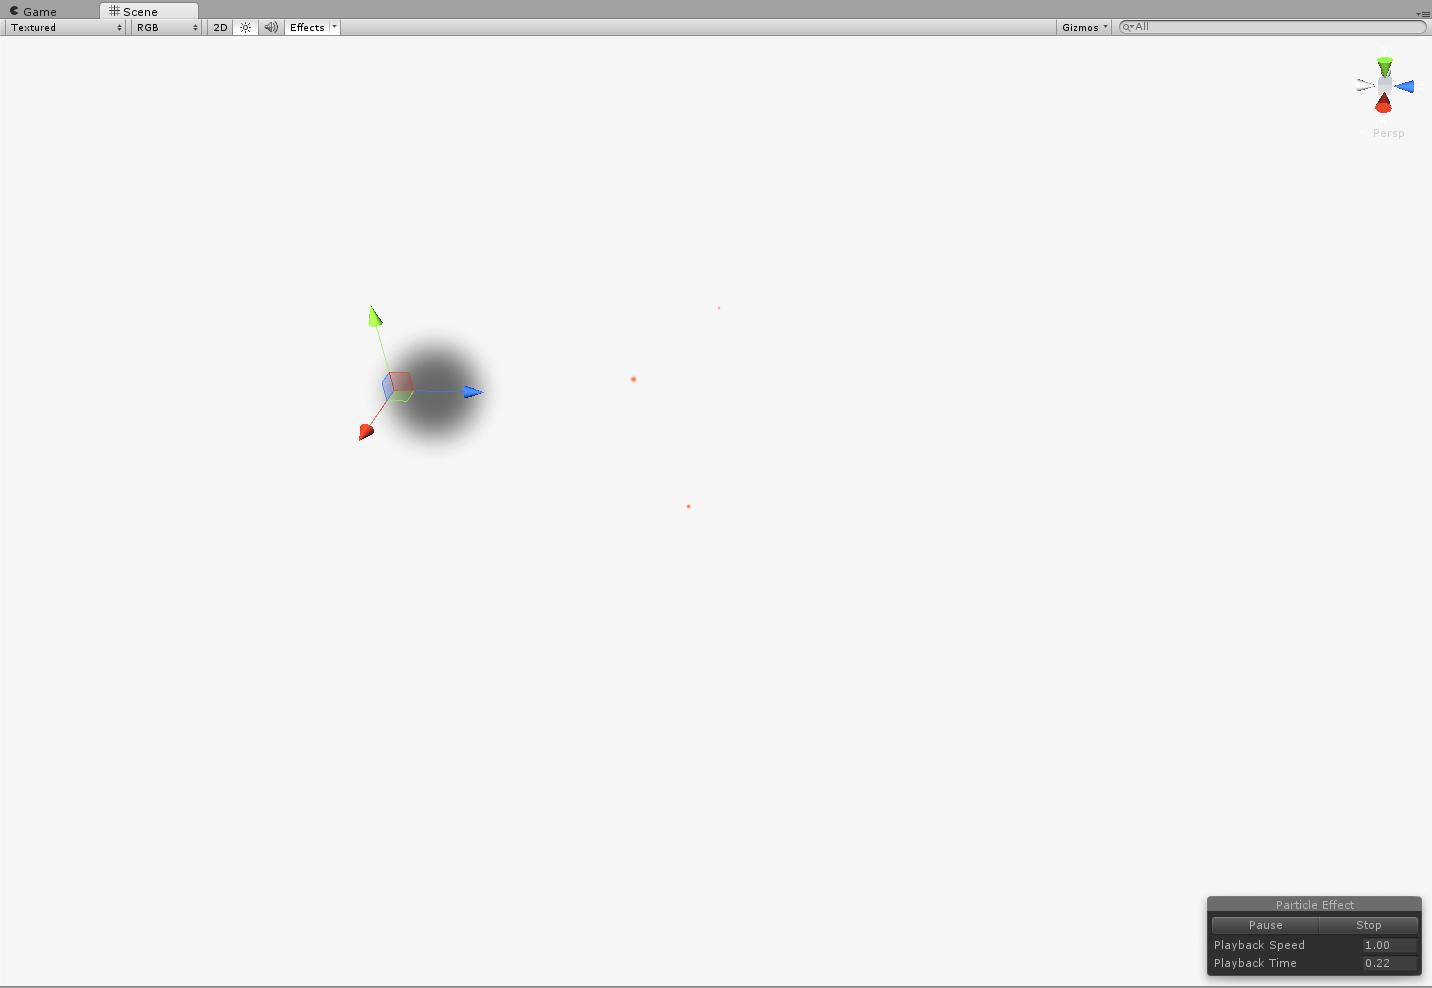 Game Scene
Textured RGB 2D Effects Gizmos All
Persp
Particle Effect
Pause Stop
Playback Speed 1.00
Playback Time 0.22